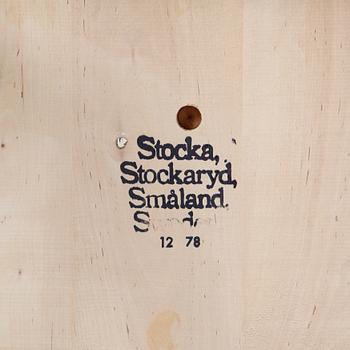 Stocka,
Stockaryd,
Småland.
12 78